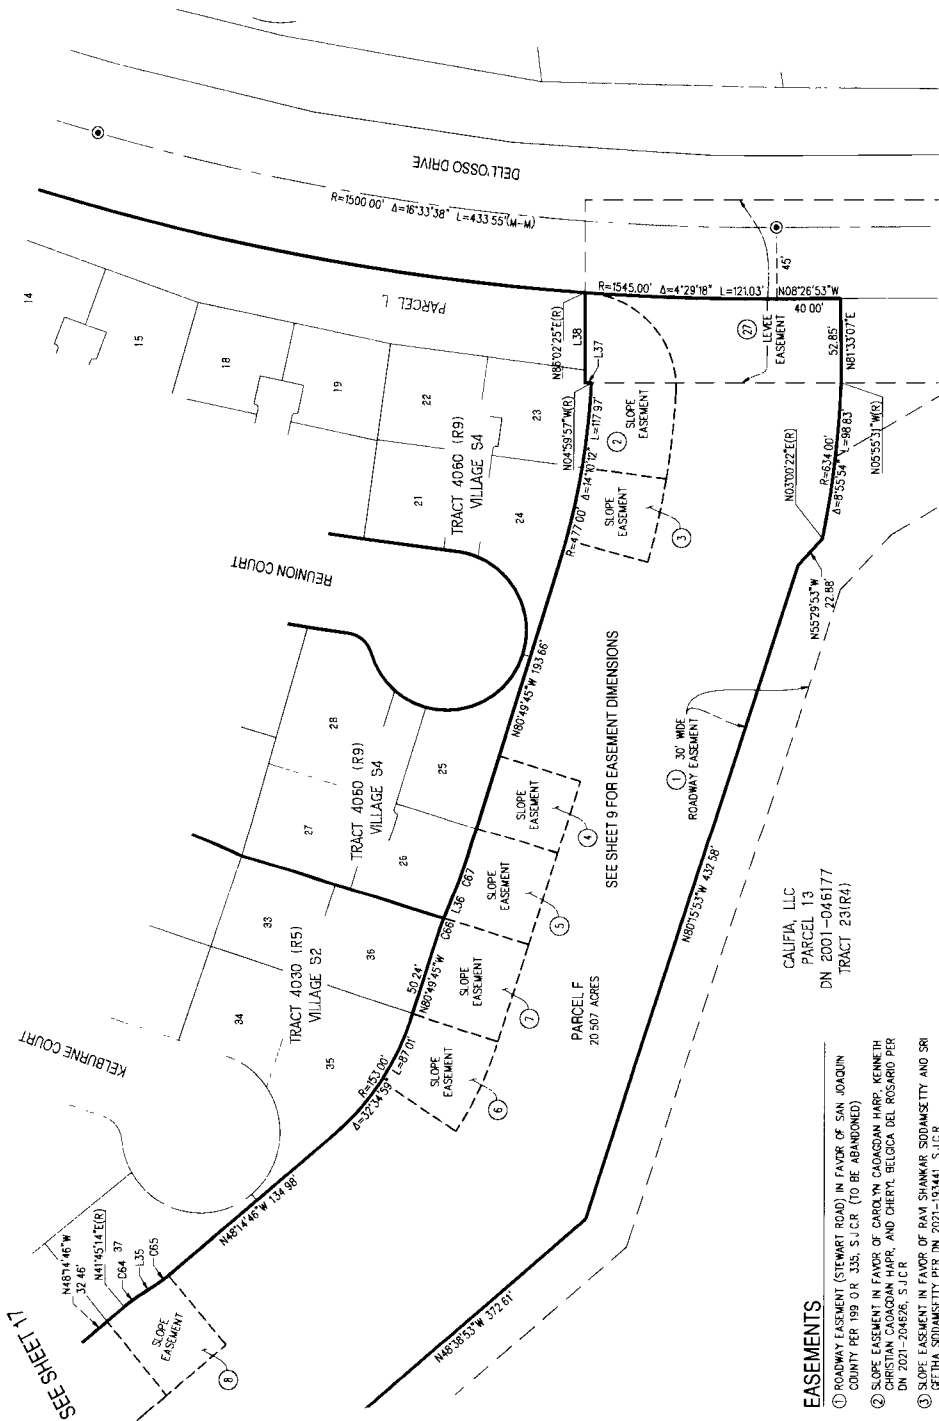 SEE SHEET 17
N48°14'46"W
32.46'
N41°45'14"E(R)
C64
37
L35
C65
SLOPE
EASEMENT
8
N48°14'46"W 134.98'
KELBURNE COURT
34
33
TRACT 4030 (R5)
VILLAGE S2
35
36
R=153.00'
Δ=32°34'59"
L=87.01'
50.24'
N80°49'45"W
C66
L36
C67
SLOPE
EASEMENT
6
SLOPE
EASEMENT
7
SLOPE
EASEMENT
5
SLOPE
EASEMENT
4
27
28
TRACT 4060 (R9)
VILLAGE S4
26
25
REUNION COURT
N80°49'45"W 193.66'
14
15
18
19
22
23
21
24
TRACT 4060 (R9)
VILLAGE S4
PARCEL L
DELL'OSSO DRIVE
R=1500.00' Δ=16°33'38" L=433.55'(M-M)
N86°02'25"E(R)
L38
L37
N04°59'57"W(R)
R=477.00' Δ=14°10'12" L=117.97'
SLOPE
EASEMENT
2
SLOPE
EASEMENT
3
R=1545.00' Δ=4°29'18" L=121.03'
45'
N08°26'53"W
40.00'
27
LEVEE
EASEMENT
52.85'
N81°33'07"E
N05°55'31"W(R)
R=634.00'
Δ=8°55'54" L=98.83'
N03°00'22"E(R)
N55°29'53"W
22.88'
SEE SHEET 9 FOR EASEMENT DIMENSIONS
1 30' WIDE
ROADWAY EASEMENT
N80°15'53"W 432.58'
PARCEL F
20.507 ACRES
N48°38'53"W 372.61'
CALIFIA, LLC
PARCEL 13
DN 2001-046177
TRACT 23(R4)
EASEMENTS
1 ROADWAY EASEMENT (STEWART ROAD) IN FAVOR OF SAN JOAQUIN
COUNTY PER 199 O.R. 335, S.J.C.R. (TO BE ABANDONED)
2 SLOPE EASEMENT IN FAVOR OF CAROLYN CAOAGDAN HARP, KENNETH
CHRISTIAN CAOAGDAN HAPR, AND CHERYL BELGICA DEL ROSARIO PER
DN 2021-204626, S.J.C.R.
3 SLOPE EASEMENT IN FAVOR OF RAM SHANKAR SIDDAMSETTY AND SRI
GEETHA SIDDAMSETTY PER DN 2021-193441, S.J.C.R.